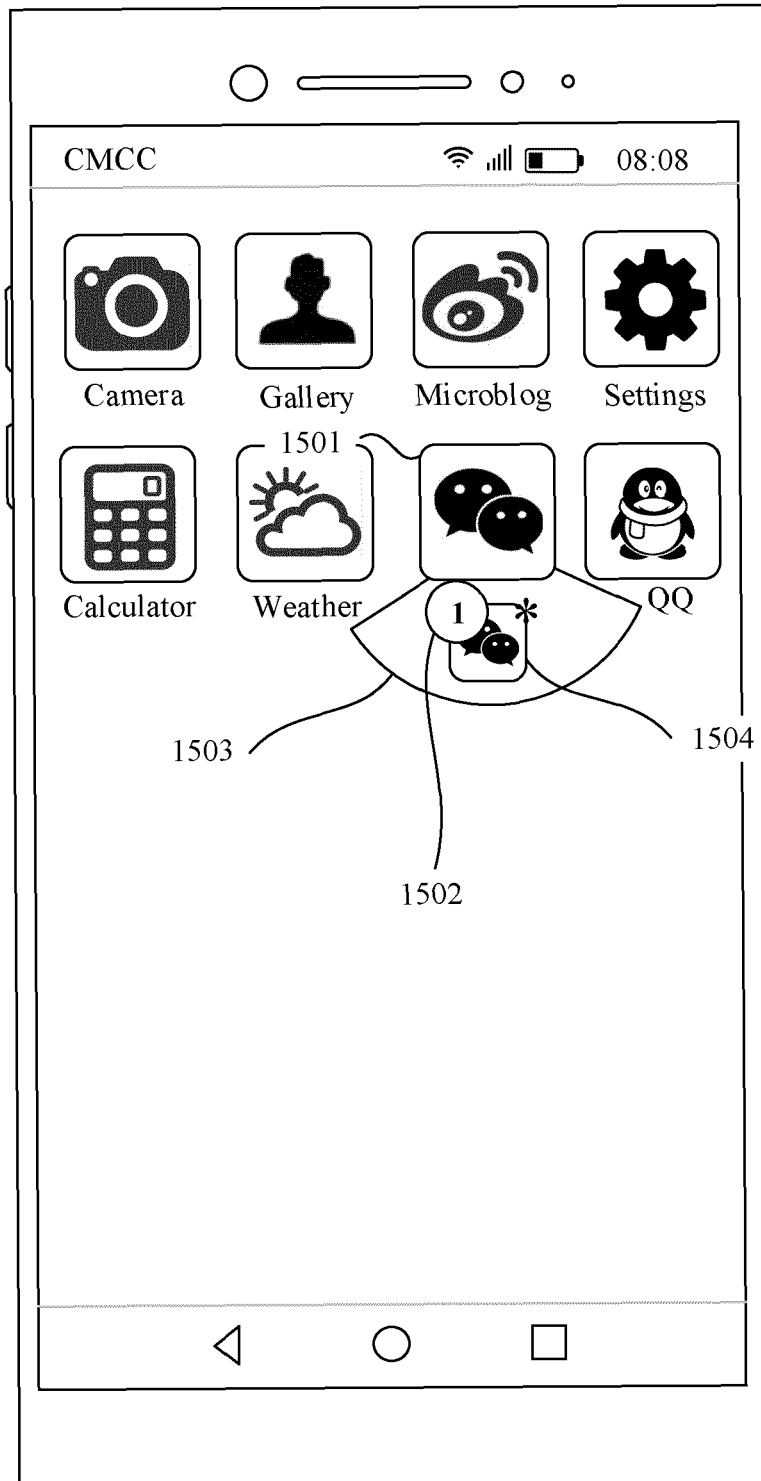 CMCC 08:08
Camera Gallery Microblog Settings
1501
Calculator Weather QQ
1 *
1503 1504
1502